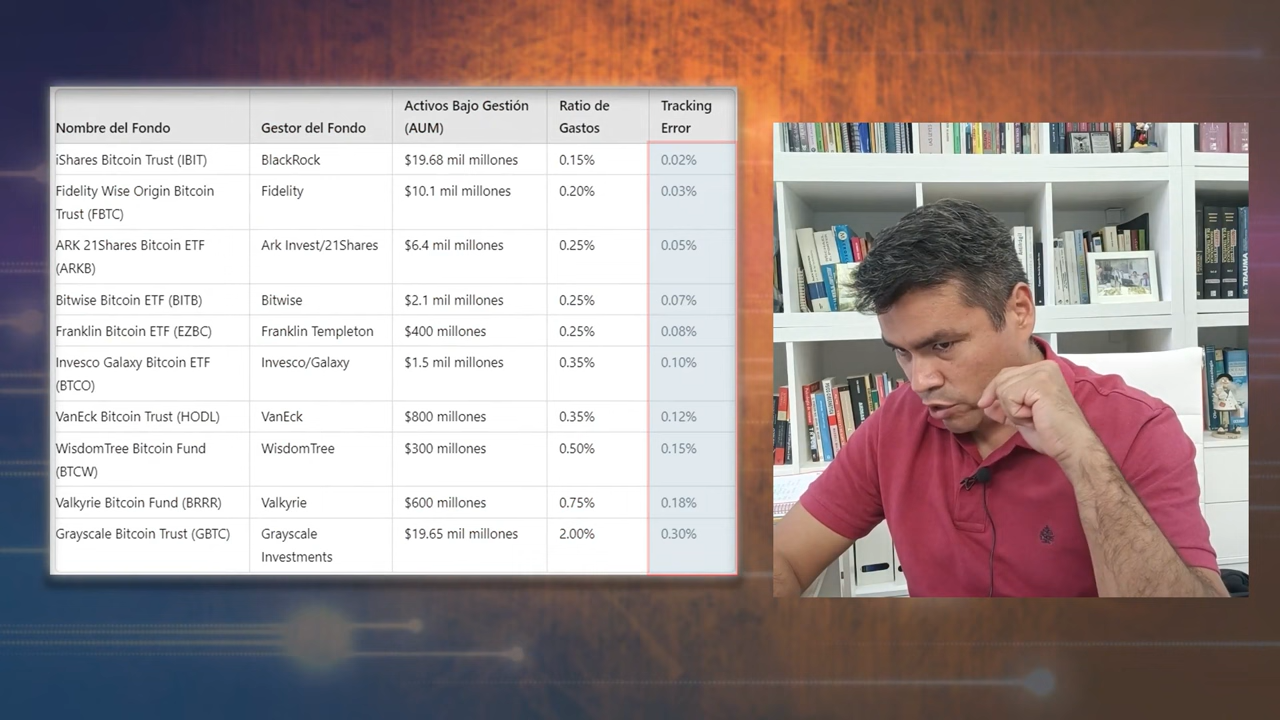 Nombre del Fondo Gestor del Fondo Activos Bajo Gestión (AUM) Ratio de Gastos Tracking Error
iShares Bitcoin Trust (IBIT) BlackRock $19.68 mil millones 0.15% 0.02%
Fidelity Wise Origin Bitcoin Trust (FBTC) Fidelity $10.1 mil millones 0.20% 0.03%
ARK 21Shares Bitcoin ETF (ARKB) Ark Invest/21Shares $6.4 mil millones 0.25% 0.05%
Bitwise Bitcoin ETF (BITB) Bitwise $2.1 mil millones 0.25% 0.07%
Franklin Bitcoin ETF (EZBC) Franklin Templeton $400 millones 0.25% 0.08%
Invesco Galaxy Bitcoin ETF (BTCO) Invesco/Galaxy $1.5 mil millones 0.35% 0.10%
VanEck Bitcoin Trust (HODL) VanEck $800 millones 0.35% 0.12%
WisdomTree Bitcoin Fund (BTCW) WisdomTree $300 millones 0.50% 0.15%
Valkyrie Bitcoin Fund (BRRR) Valkyrie $600 millones 0.75% 0.18%
Grayscale Bitcoin Trust (GBTC) Grayscale Investments $19.65 mil millones 2.00% 0.30%
TRAUMA